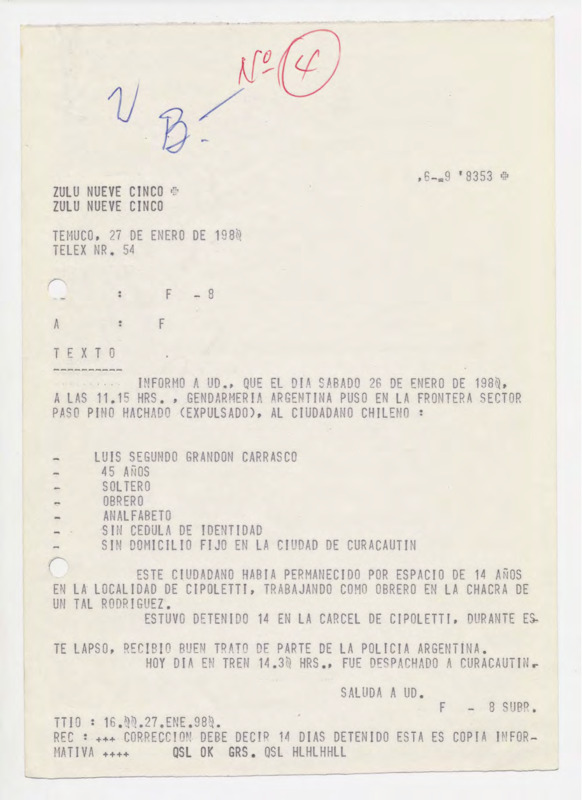 Nº 4
B.-
,6-.9 '8353 +
ZULU NUEVE CINCO +
ZULU NUEVE CINCO
TEMUCO, 27 DE ENERO DE 1980
TELEX NR. 54
: F - 8
A : F
T E X T O .
----------
INFORMO A UD., QUE EL DIA SABADO 26 DE ENERO DE 1980,
A LAS 11.15 HRS. , GENDARMERIA ARGENTINA PUSO EN LA FRONTERA SECTOR
PASO PINO HACHADO (EXPULSADO), AL CIUDADANO CHILENO :
- LUIS SEGUNDO GRANDON CARRASCO
- 45 AÑOS
- SOLTERO
- OBRERO
- ANALFABETO
- SIN CEDULA DE IDENTIDAD
- SIN DOMICILIO FIJO EN LA CIUDAD DE CURACAUTIN
ESTE CIUDADANO HABIA PERMANECIDO POR ESPACIO DE 14 AÑOS
EN LA LOCALIDAD DE CIPOLETTI, TRABAJANDO COMO OBRERO EN LA CHACRA DE
UN TAL RODRIGUEZ.
ESTUVO DETENIDO 14 EN LA CARCEL DE CIPOLETTI, DURANTE ES-
TE LAPSO, RECIBIO BUEN TRATO DE PARTE DE LA POLICIA ARGENTINA.
HOY DIA EN TREN 14.30 HRS., FUE DESPACHADO A CURACAUTIN.-
SALUDA A UD.
F - 8 SUBR.
TTIO : 16.00.27.ENE.980.
REC : +++ CORRECCION DEBE DECIR 14 DIAS DETENIDO ESTA ES COPIA INFOR-
MATIVA ++++ QSL OK GRS. QSL HLHLHHLL